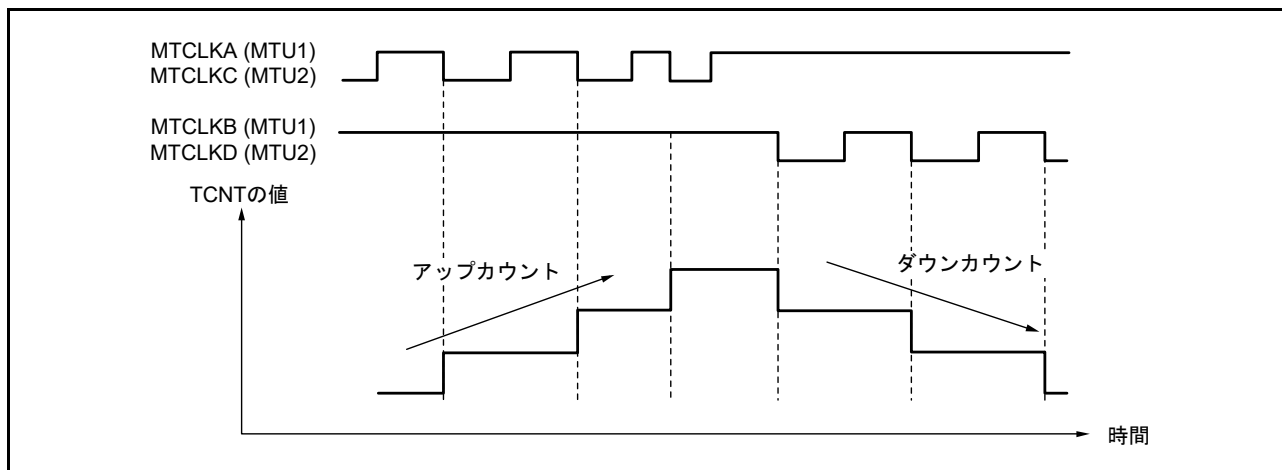 MTCLKA (MTU1)
MTCLKC (MTU2)
MTCLKB (MTU1)
MTCLKD (MTU2)
TCNTの値
アップカウント
ダウンカウント
時間